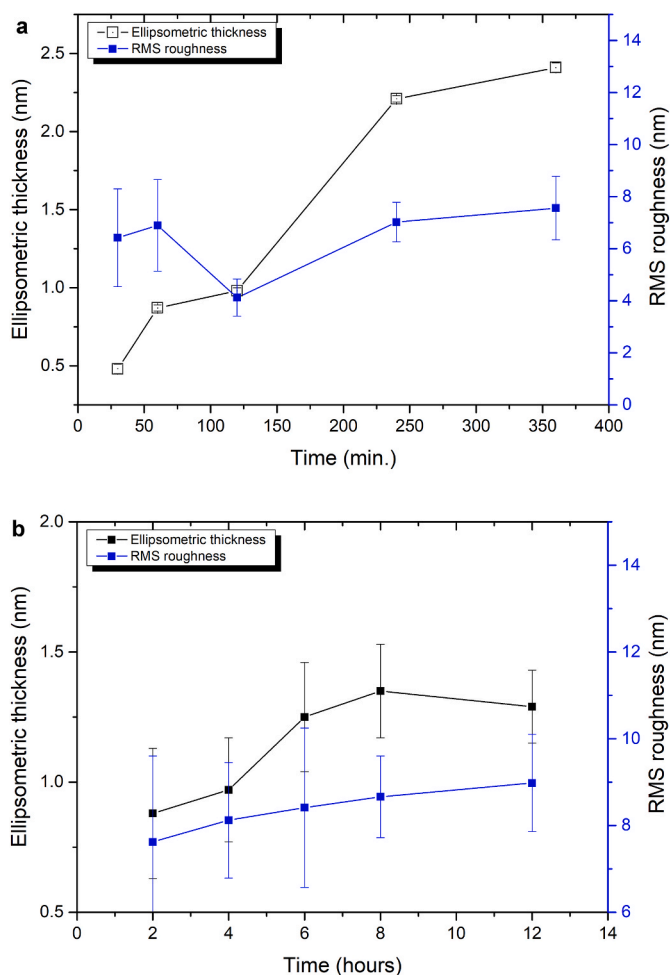 a
Ellipsometric thickness
RMS roughness
Ellipsometric thickness (nm)
2.5
2.0
1.5
1.0
0.5
RMS roughness (nm)
14
12
10
8
6
4
2
0
0 50 100 150 200 250 300 350 400
Time (min.)
b
Ellipsometric thickness
RMS roughness
Ellipsometric thickness (nm)
2.0
1.5
1.0
0.5
RMS roughness (nm)
14
12
10
8
6
0 2 4 6 8 10 12 14
Time (hours)